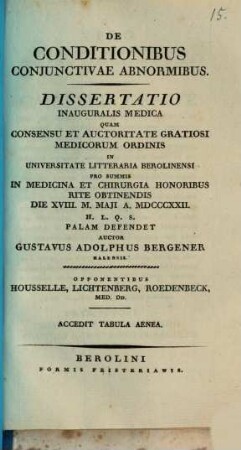 15.
DE
CONDITIONIBUS
CONJUNCTIVAE ABNORMIBUS.
DISSERTATIO
INAUGURALIS MEDICA
QUAM
CONSENSU ET AUCTORITATE GRATIOSI
MEDICORUM ORDINIS
IN
UNIVERSITATE LITTERARIA BEROLINENSI
PRO SUMMIS
IN MEDICINA ET CHIRURGIA HONORIBUS
RITE OBTINENDIS
DIE XVIII. M. MAJI A. MDCCCXXII.
H. L. Q. S.
PALAM DEFENDET
AUCTOR
GUSTAVUS ADOLPHUS BERGENER
HALENSIS.
OPPONENTIBUS
HOUSSELLE, LICHTENBERG, ROEDENBECK,
MED. DD.
ACCEDIT TABULA AENEA.
BEROLINI
FORMIS FEISTERIANIS.